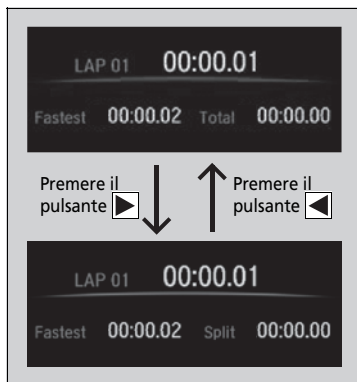 LAP 01 00:00.01
Fastest 00:00.02 Total 00:00.00
Premere il
pulsante ▶
Premere il
pulsante ◀
LAP 01 00:00.01
Fastest 00:00.02 Split 00:00.00